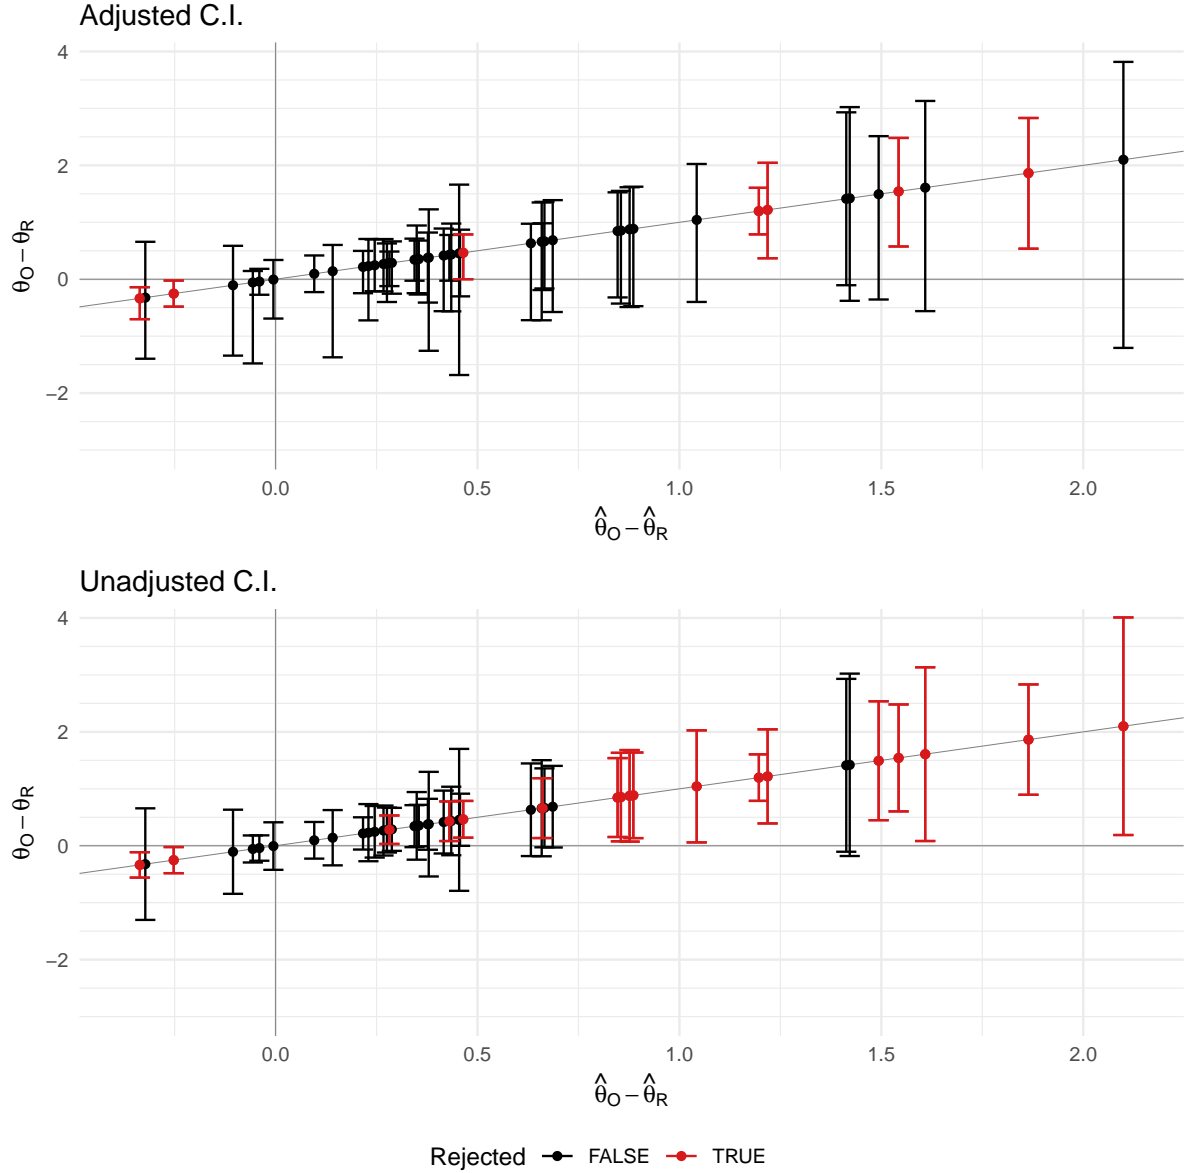 Adjusted C.I.
4
2
0
−2
θO − θR
0.0 0.5 1.0 1.5 2.0
θ̂O − θ̂R
Unadjusted C.I.
4
2
0
−2
θO − θR
0.0 0.5 1.0 1.5 2.0
θ̂O − θ̂R
Rejected FALSE TRUE